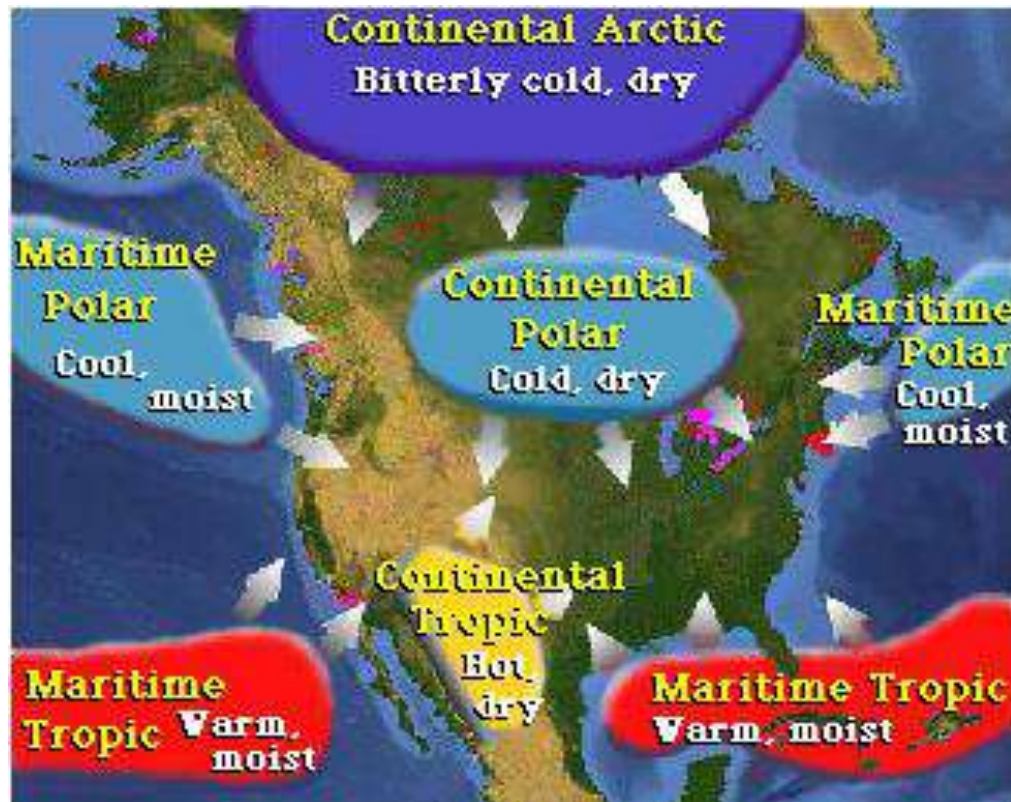 Continental Arctic
Bitterly cold, dry
Maritime
Polar
Cool,
moist
Continental
Polar
Cold, dry
Maritime
Polar
Cool,
moist
Continental
Tropic
Hot,
dry
Maritime
Tropic Warm,
moist
Maritime Tropic
Warm, moist